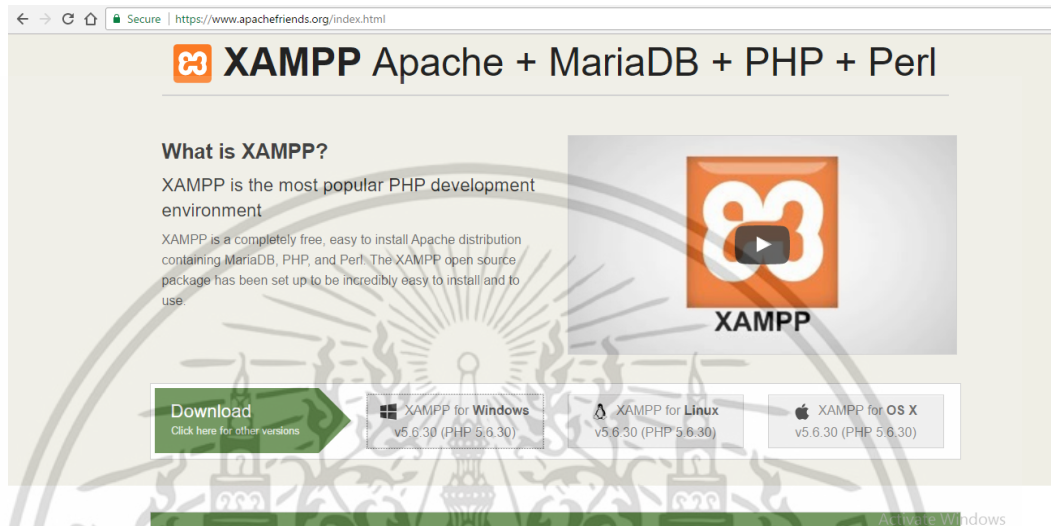 Secure | https://www.apachefriends.org/index.html
XAMPP Apache + MariaDB + PHP + Perl
What is XAMPP?
XAMPP is the most popular PHP development
environment
XAMPP is a completely free, easy to install Apache distribution
containing MariaDB, PHP, and Perl. The XAMPP open source
package has been set up to be incredibly easy to install and to
use.
XAMPP
Download
Click here for other versions
XAMPP for Windows
v5.6.30 (PHP 5.6.30)
XAMPP for Linux
v5.6.30 (PHP 5.6.30)
XAMPP for OS X
v5.6.30 (PHP 5.6.30)
Activate Windows